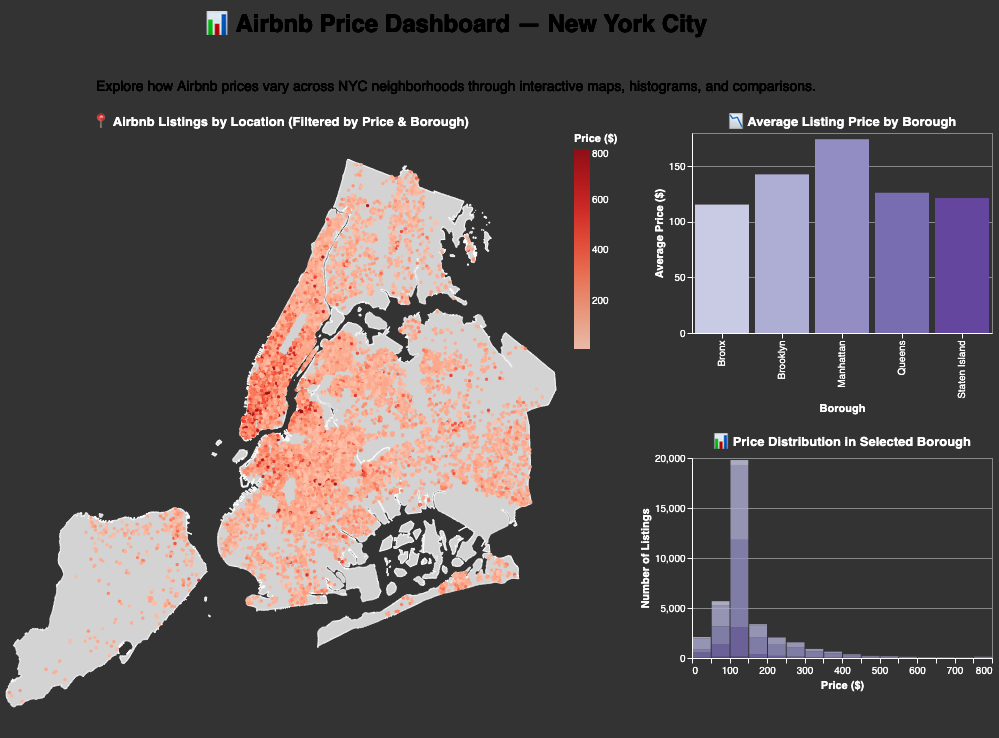 📊 Airbnb Price Dashboard — New York City
Explore how Airbnb prices vary across NYC neighborhoods through interactive maps, histograms, and comparisons.
📍 Airbnb Listings by Location (Filtered by Price & Borough)
Price ($)
800
600
400
200
📉 Average Listing Price by Borough
Average Price ($)
150
100
50
0
Bronx
Brooklyn
Manhattan
Queens
Staten Island
Borough
📊 Price Distribution in Selected Borough
Number of Listings
20,000
15,000
10,000
5,000
0
0 100 200 300 400 500 600 700 800
Price ($)